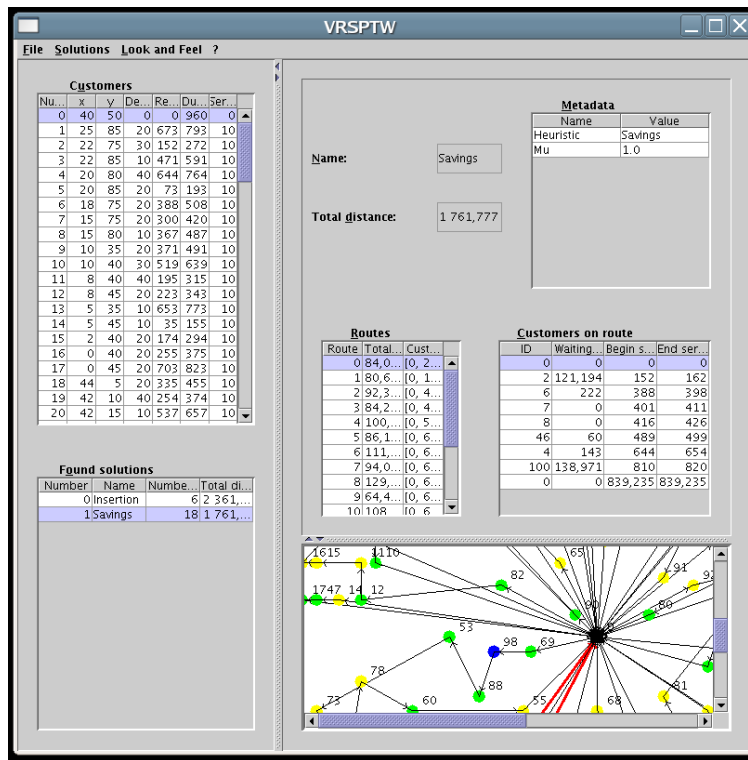 VRSPTW
File Solutions Look and Feel ?
Customers
Nu... x y De... Re... Du... Ser...
0 40 50 0 0 960 0
1 25 85 20 673 793 10
2 22 75 30 152 272 10
3 22 85 10 471 591 10
4 20 80 40 644 764 10
5 20 85 20 73 193 10
6 18 75 20 388 508 10
7 15 75 20 300 420 10
8 15 80 10 367 487 10
9 10 35 20 371 491 10
10 10 40 30 519 639 10
11 8 40 40 195 315 10
12 8 45 20 223 343 10
13 5 35 10 653 773 10
14 5 45 10 35 155 10
15 2 40 20 174 294 10
16 0 40 20 255 375 10
17 0 45 20 703 823 10
18 44 5 20 335 455 10
19 42 10 40 254 374 10
20 42 15 10 537 657 10
Found solutions
Number Name Numbe... Total di...
0 Insertion 6 2 361,...
1 Savings 18 1 761,...
Name: Savings
Total distance: 1 761,777
Metadata
Name Value
Heuristic Savings
Mu 1.0
Routes
Route Total... Cust...
0 84,0... [0, 2...
1 80,6... [0, 1...
2 92,3... [0, 4...
3 84,2... [0, 4...
4 100,... [0, 5...
5 86,1... [0, 6...
6 111,... [0, 6...
7 94,0... [0, 6...
8 129,... [0, 6...
9 64,4... [0, 6...
10 108 [0 6
Customers on route
ID Waiting... Begin s... End ser...
0 0 0 0
2 121,194 152 162
6 222 388 398
7 0 401 411
8 0 416 426
46 60 489 499
4 143 644 654
100 138,971 810 820
0 0 839,235 839,235
1615 1110 65
82 91 92
1747 14 12
90 80
53 98 69
78 88
73 60 55 68 81